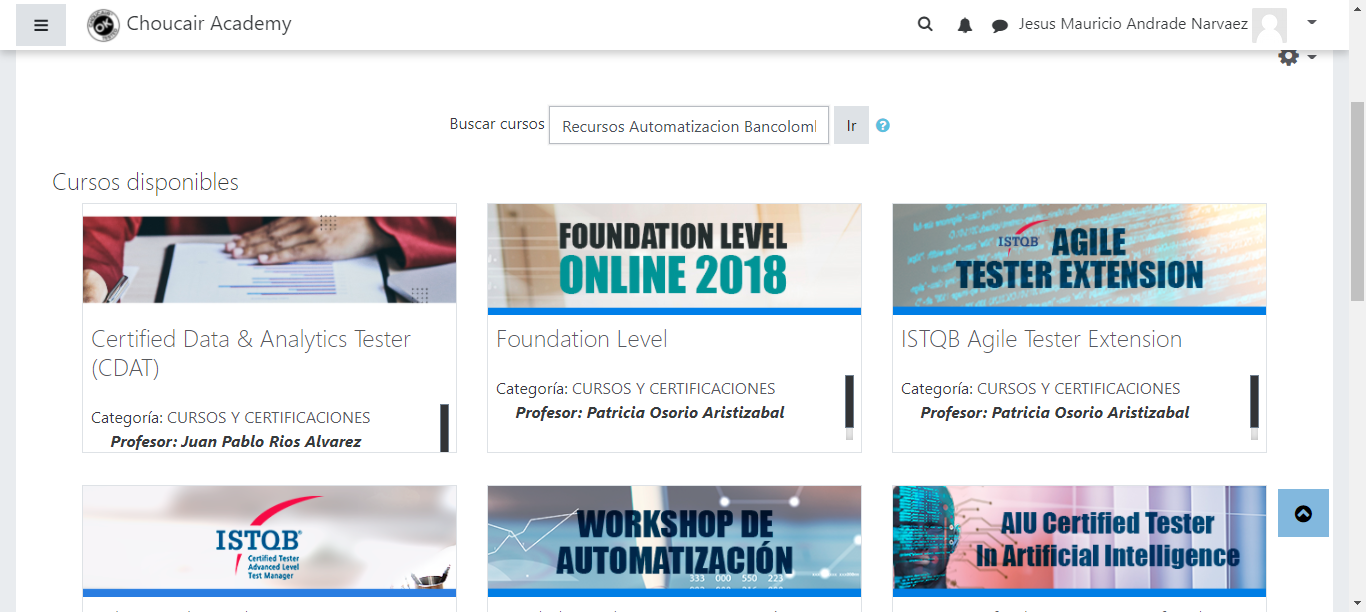 Choucair Academy
Jesus Mauricio Andrade Narvaez
Buscar cursos
Recursos Automatizacion Bancolom
Ir
?
Cursos disponibles
FOUNDATION LEVEL
ONLINE 2018
ISTQB AGILE
TESTER EXTENSION
Certified Data & Analytics Tester
(CDAT)
Categoría: CURSOS Y CERTIFICACIONES
Profesor: Juan Pablo Rios Alvarez
Foundation Level
Categoría: CURSOS Y CERTIFICACIONES
Profesor: Patricia Osorio Aristizabal
ISTQB Agile Tester Extension
Categoría: CURSOS Y CERTIFICACIONES
Profesor: Patricia Osorio Aristizabal
ISTQB®
Certified Tester
Advanced Level
Test Manager
WORKSHOP DE
AUTOMATIZACIÓN
333 000 550 223
AIU Certified Tester
In Artificial Intelligence